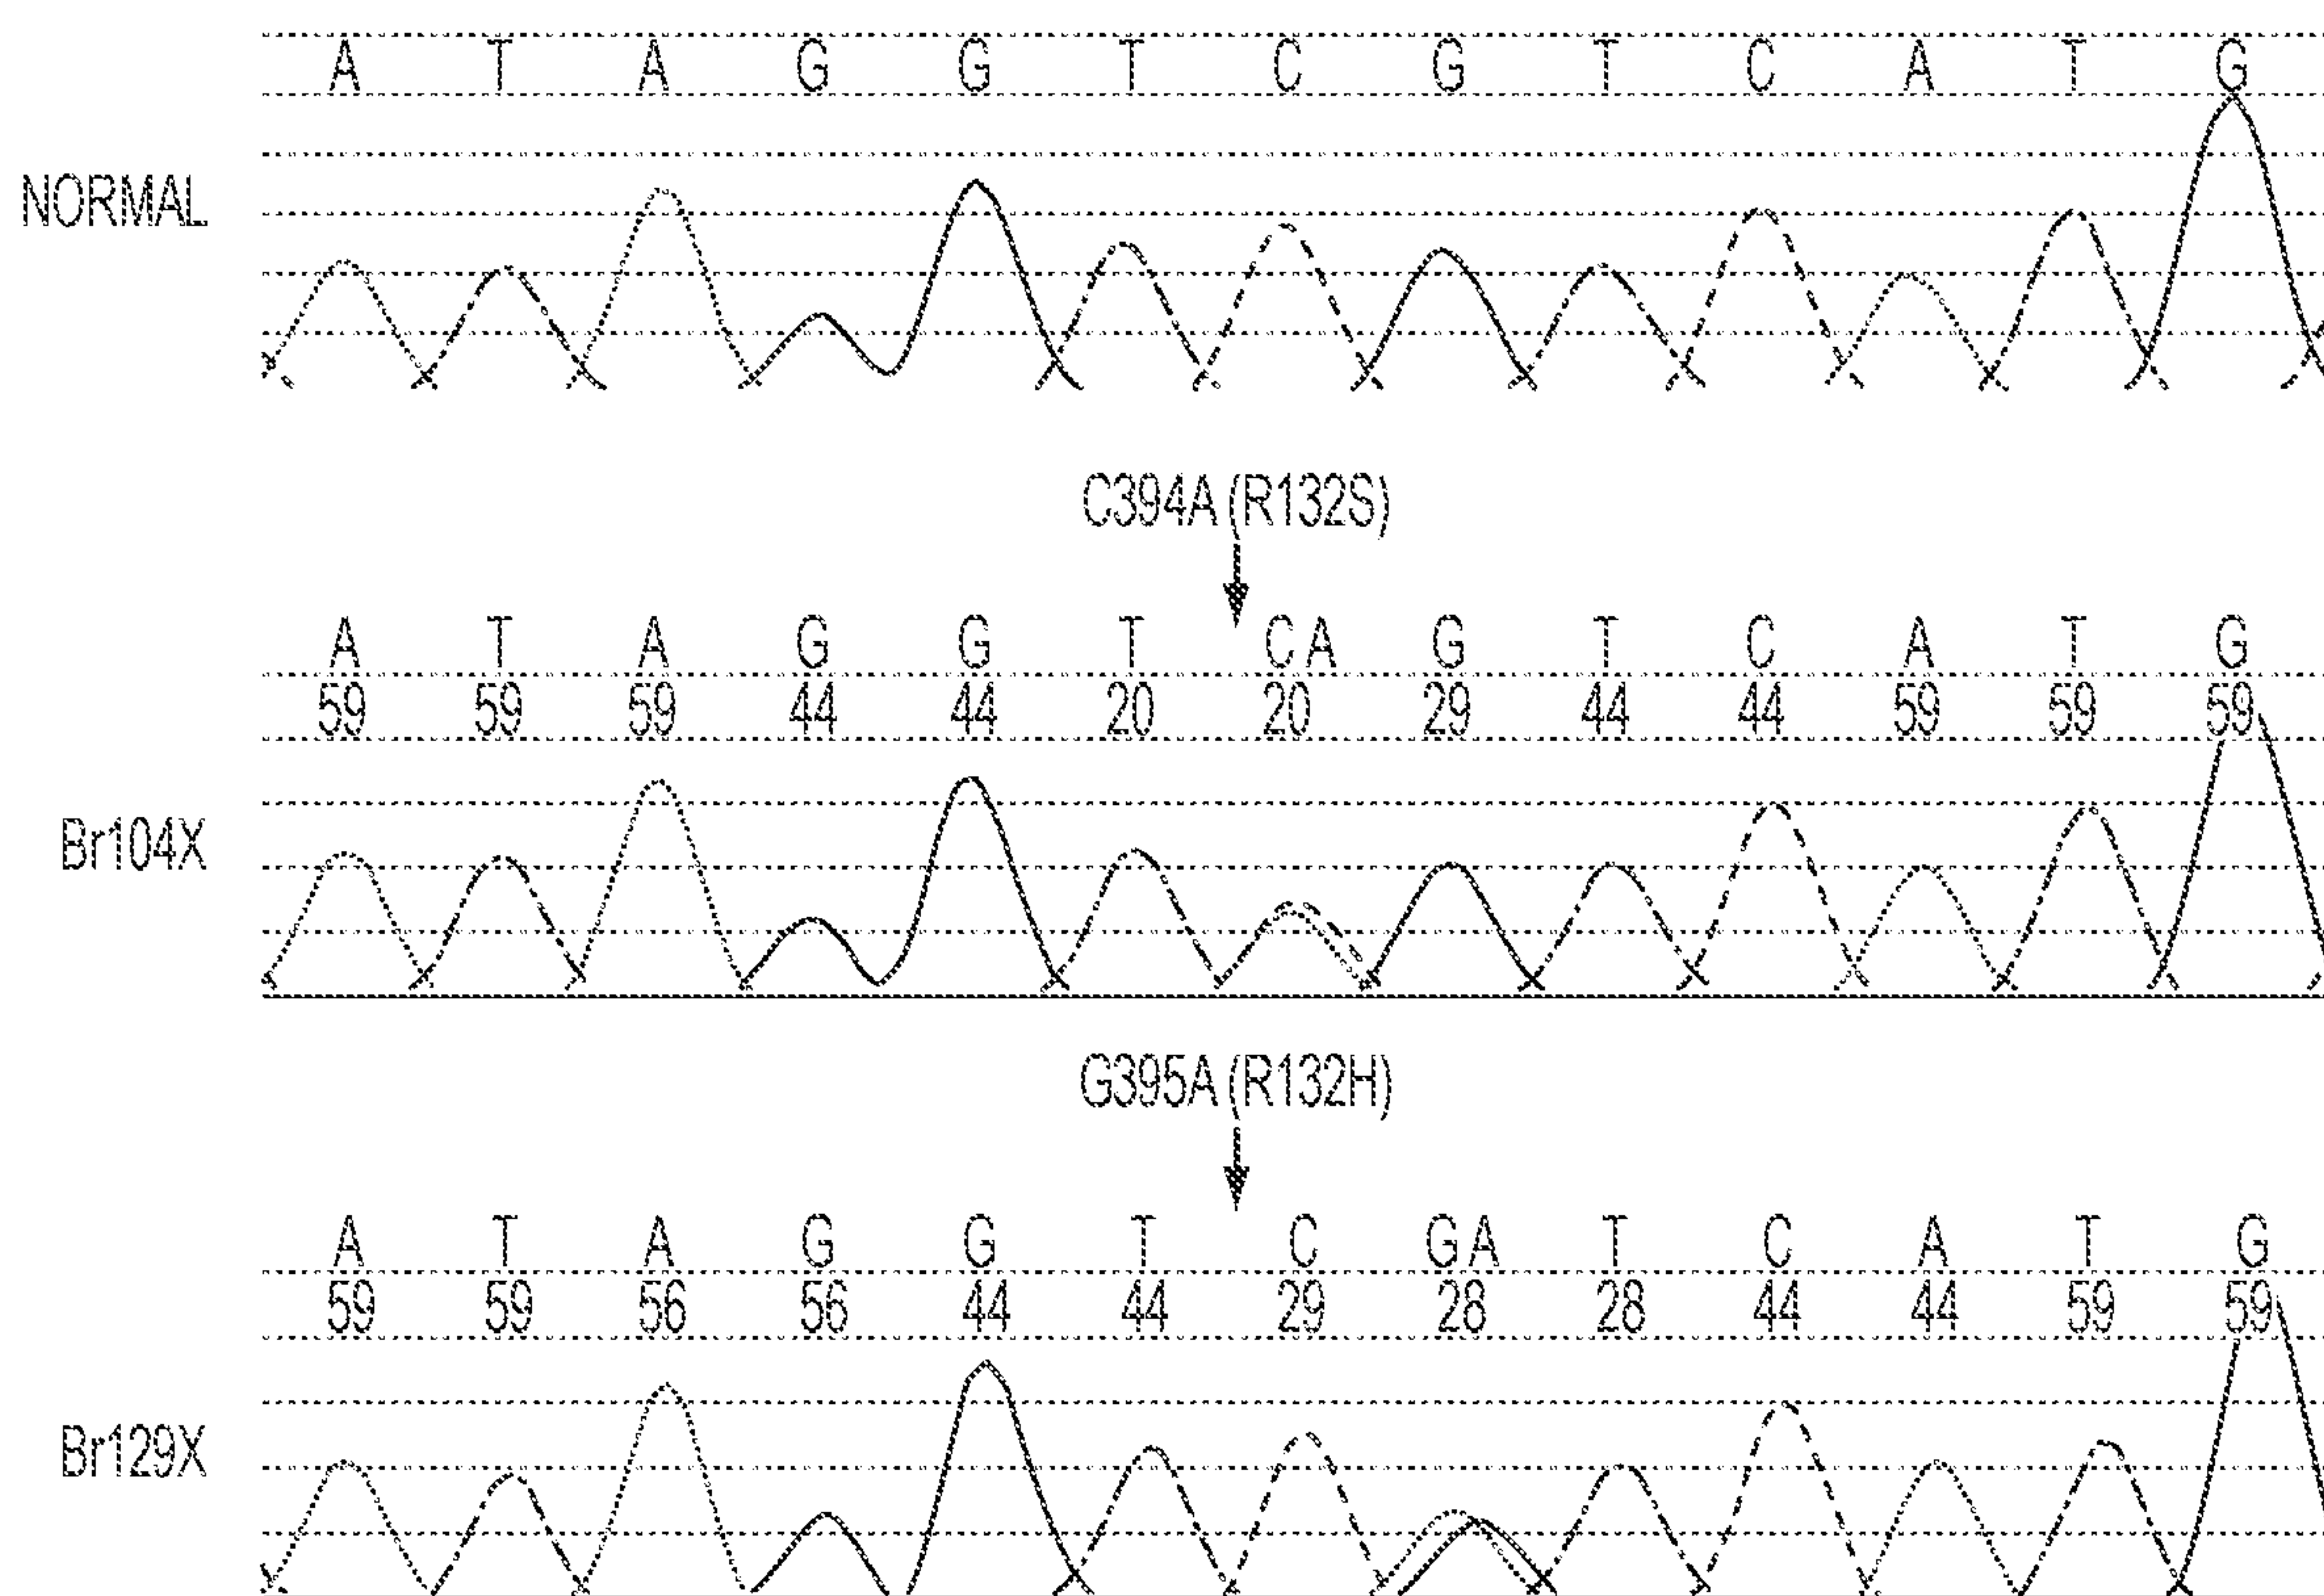 A T A G G T C G T C A T G
NORMAL
C394A (R132S)
A T A G G T CA G T C A T G
59 59 59 44 44 20 20 29 44 44 59 59 59
Br104X
G395A (R132H)
A T A G G T C GA T C A T G
59 59 56 56 44 44 29 28 28 44 44 59 59
Br129X